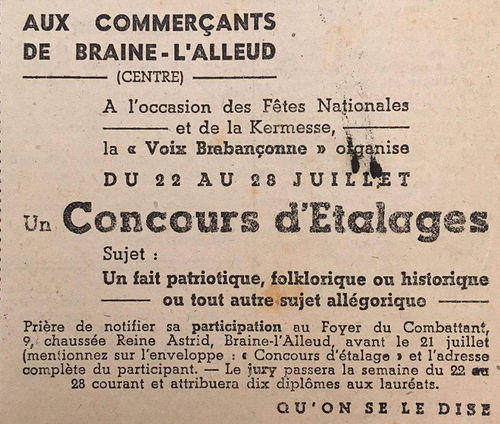 AUX COMMERÇANTS
DE BRAINE-L'ALLEUD
(CENTRE)
A l'occasion des Fêtes Nationales
et de la Kermesse,
la « Voix Brabançonne » organise
DU 22 AU 28 JUILLET
Un Concours d'Etalages
Sujet :
Un fait patriotique, folklorique ou historique
ou tout autre sujet allégorique
Prière de notifier sa participation au Foyer du Combattant,
9, chaussée Reine Astrid, Braine-l'Alleud, avant le 21 juillet
(mentionnez sur l'enveloppe : « Concours d'étalage » et l'adresse
complète du participant. — Le jury passera la semaine du 22 au
28 courant et attribuera dix diplômes aux lauréats.
QU'ON SE LE DISE